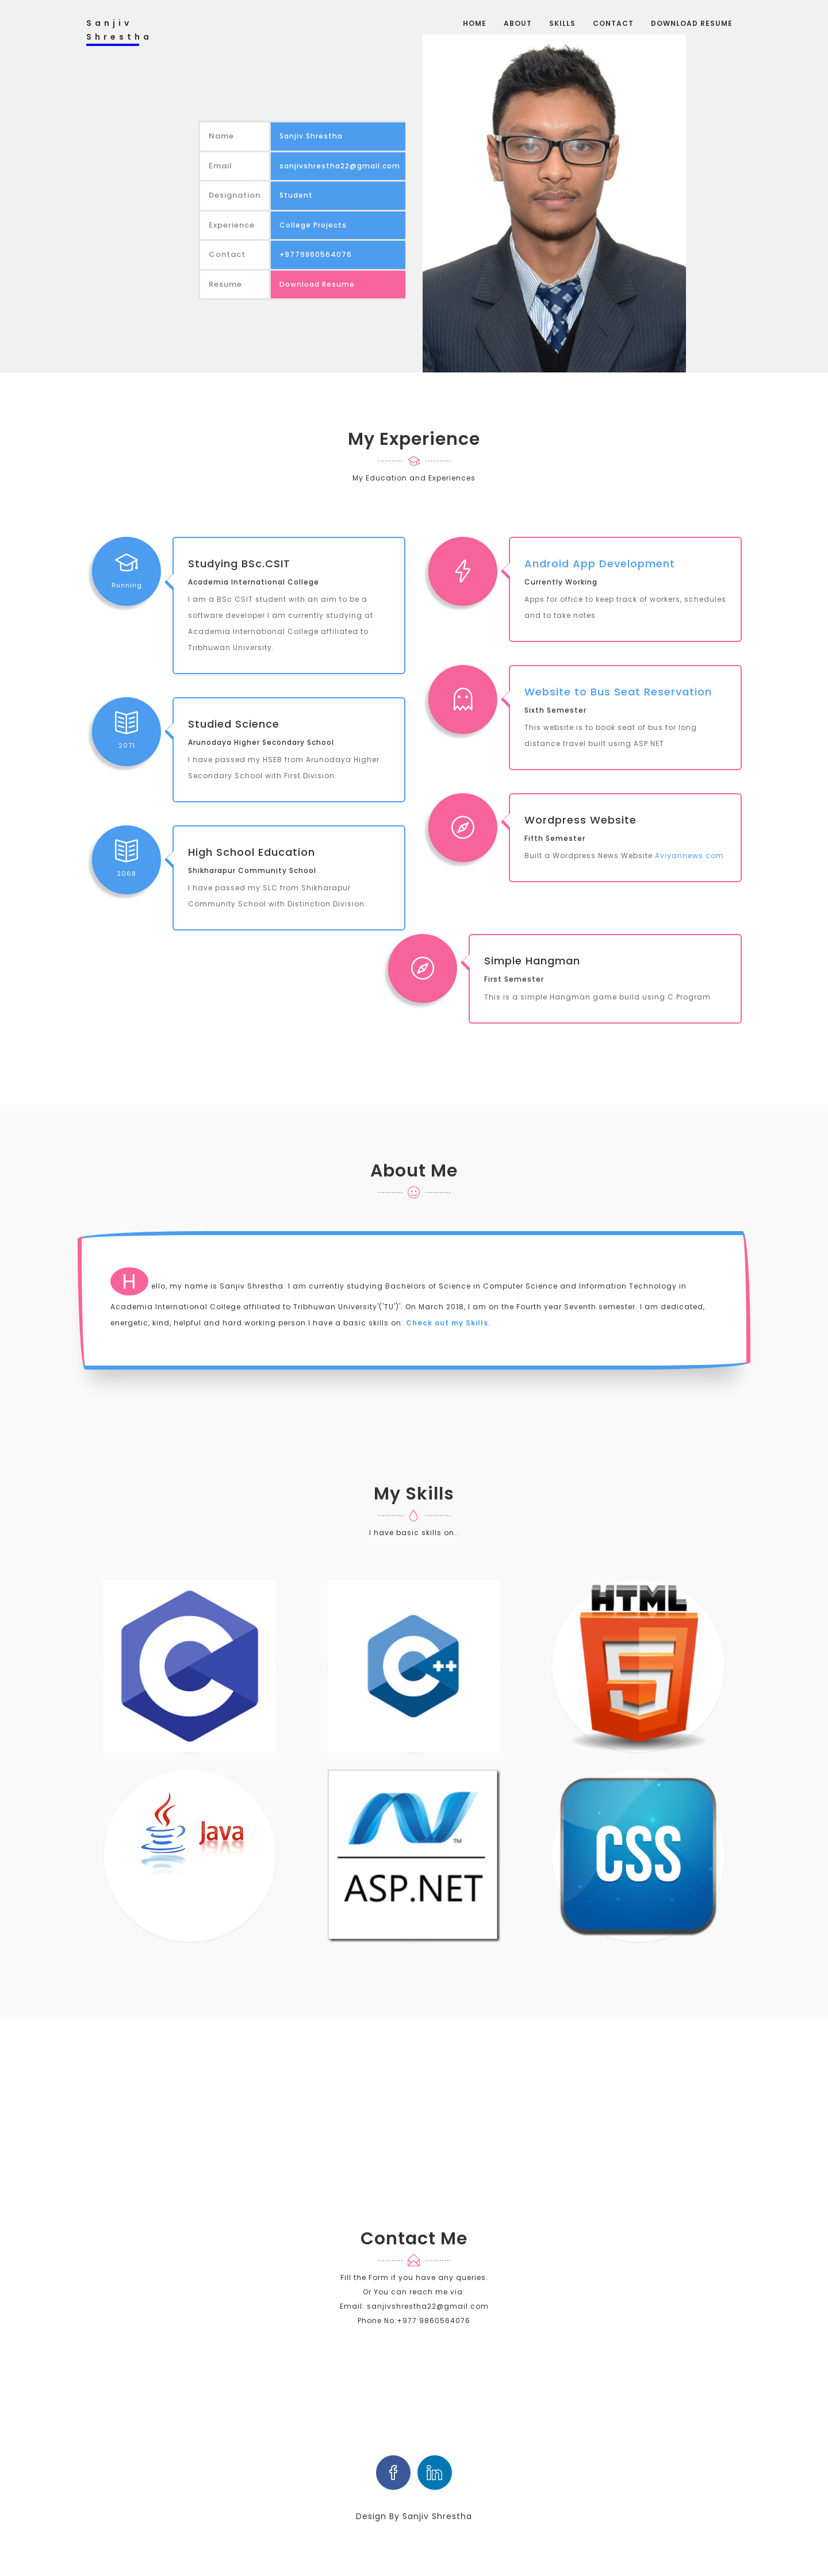 Sanjiv
Shrestha
HOME ABOUT SKILLS CONTACT DOWNLOAD RESUME
Name Sanjiv Shrestha
Email sanjivshrestha22@gmail.com
Designation Student
Experience College Projects
Contact +9779860564076
Resume Download Resume
My Experience
My Education and Experiences
Running
Studying BSc.CSIT
Academia International College
I am a BSc CSIT student with an aim to be a
software developer.I am currently studying at
Academia International College affiliated to
Tribhuwan University.
2071
Studied Science
Arunodaya Higher Secondary School
I have passed my HSEB from Arunodaya Higher
Secondary School with First Division.
2068
High School Education
Shikharapur Community School
I have passed my SLC from Shikharapur
Community School with Distinction Division.
Android App Development
Currently Working
Apps for office to keep track of workers, schedules
and to take notes
Website to Bus Seat Reservation
Sixth Semester
This website is to book seat of bus for long
distance travel built using ASP.NET
Wordpress Website
Fifth Semester
Built a Wordpress News Website Aviyannews.com
Simple Hangman
First Semester
This is a simple Hangman game build using C Program
About Me
Hello, my name is Sanjiv Shrestha. I am currently studying Bachelors of Science in Computer Science and Information Technology in
Academia International College affiliated to Tribhuwan University'('TU')'. On March 2018, I am on the Fourth year Seventh semester. I am dedicated,
energetic, kind, helpful and hard working person.I have a basic skills on: Check out my Skills.
My Skills
I have basic skills on..
C
C++
HTML
5
Java
TM
ASP.NET
CSS
Contact Me
Fill the Form if you have any queries.
Or You can reach me via:
Email: sanjivshrestha22@gmail.com
Phone No:+977 9860564076
f
in
Design By Sanjiv Shrestha